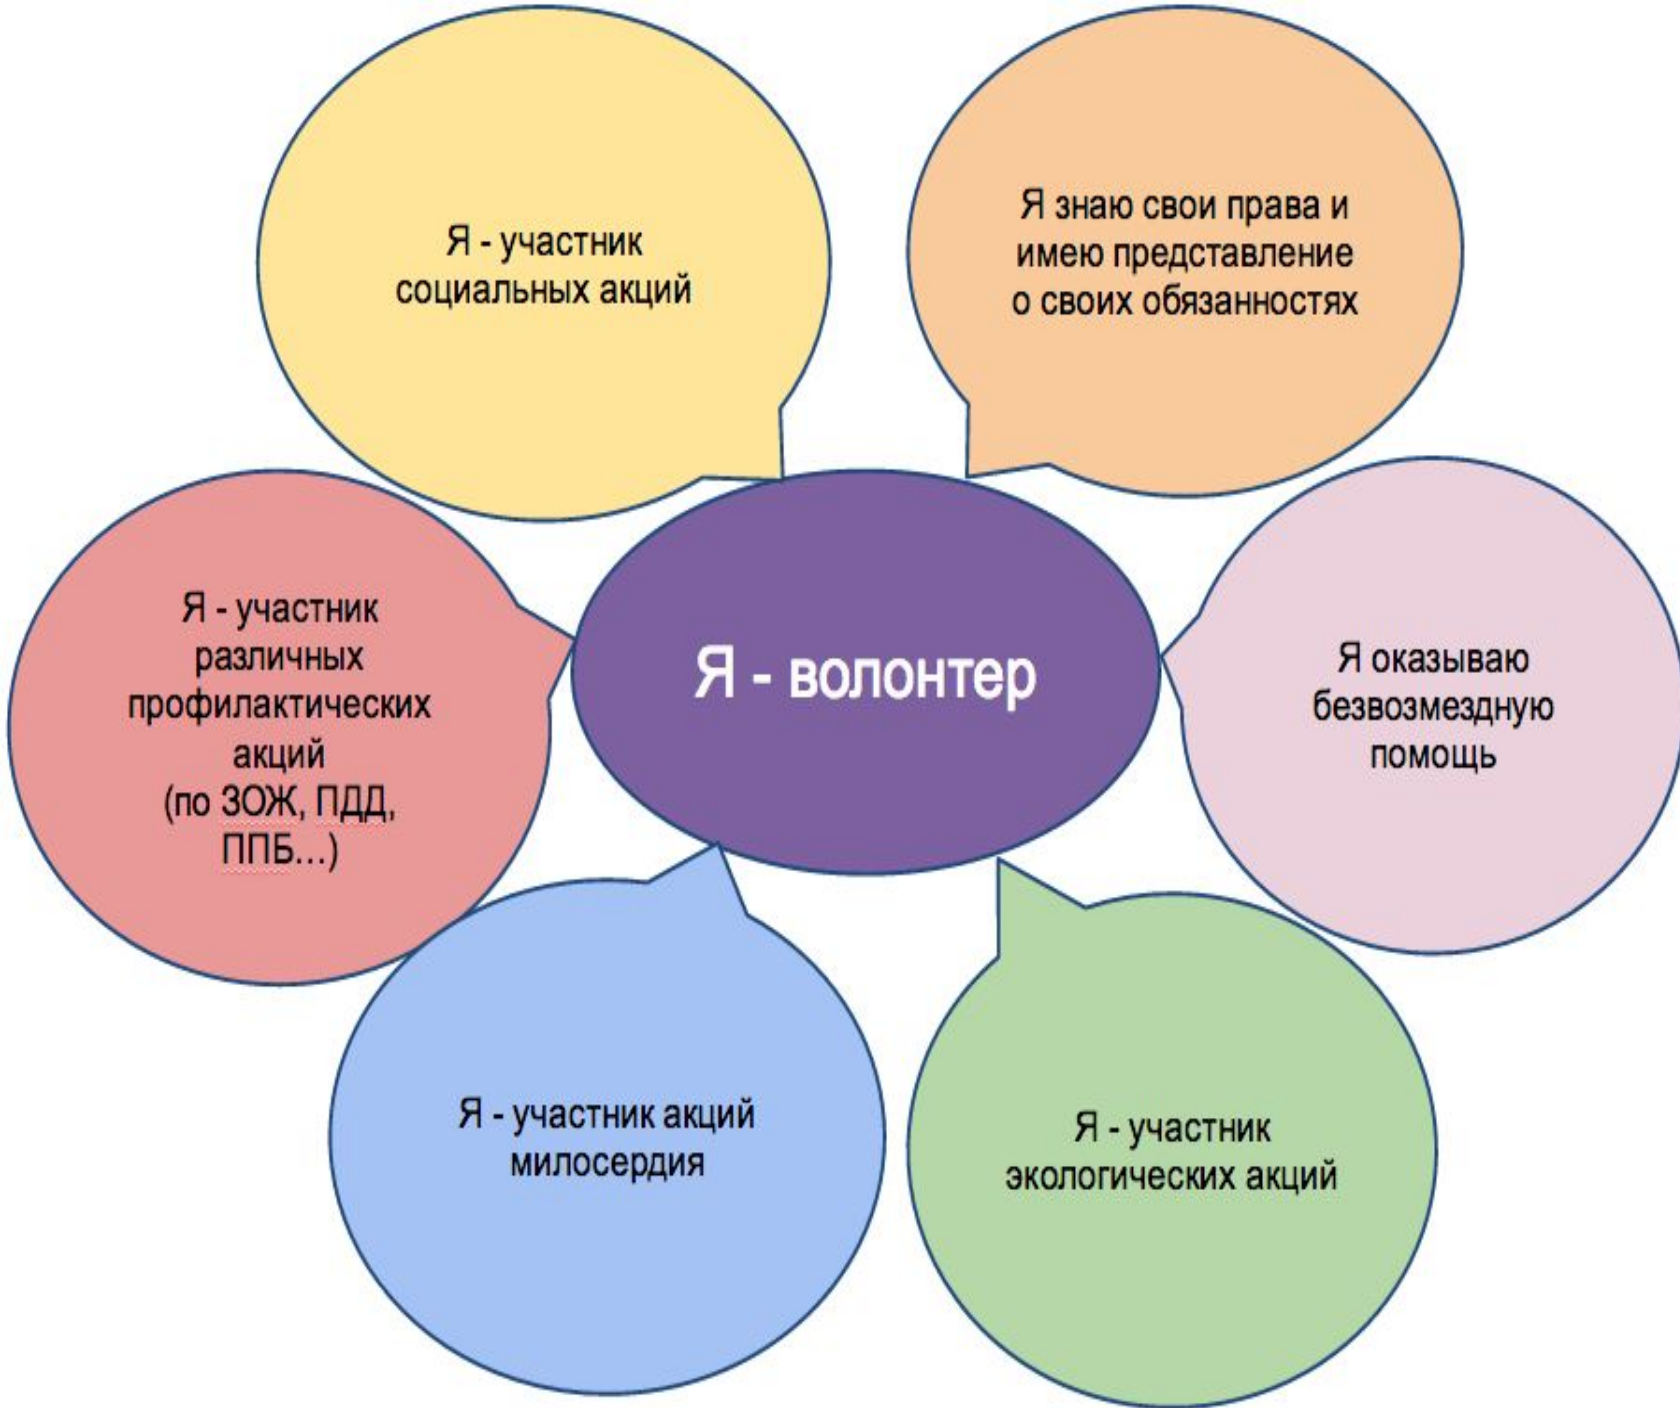 Я - участник
социальных акций
Я знаю свои права и
имею представление
о своих обязанностях
Я - участник
различных
профилактических
акций
(по ЗОЖ, ПДД,
ППБ...)
Я - волонтер
Я оказываю
безвозмездную
помощь
Я - участник акций
милосердия
Я - участник
экологических акций